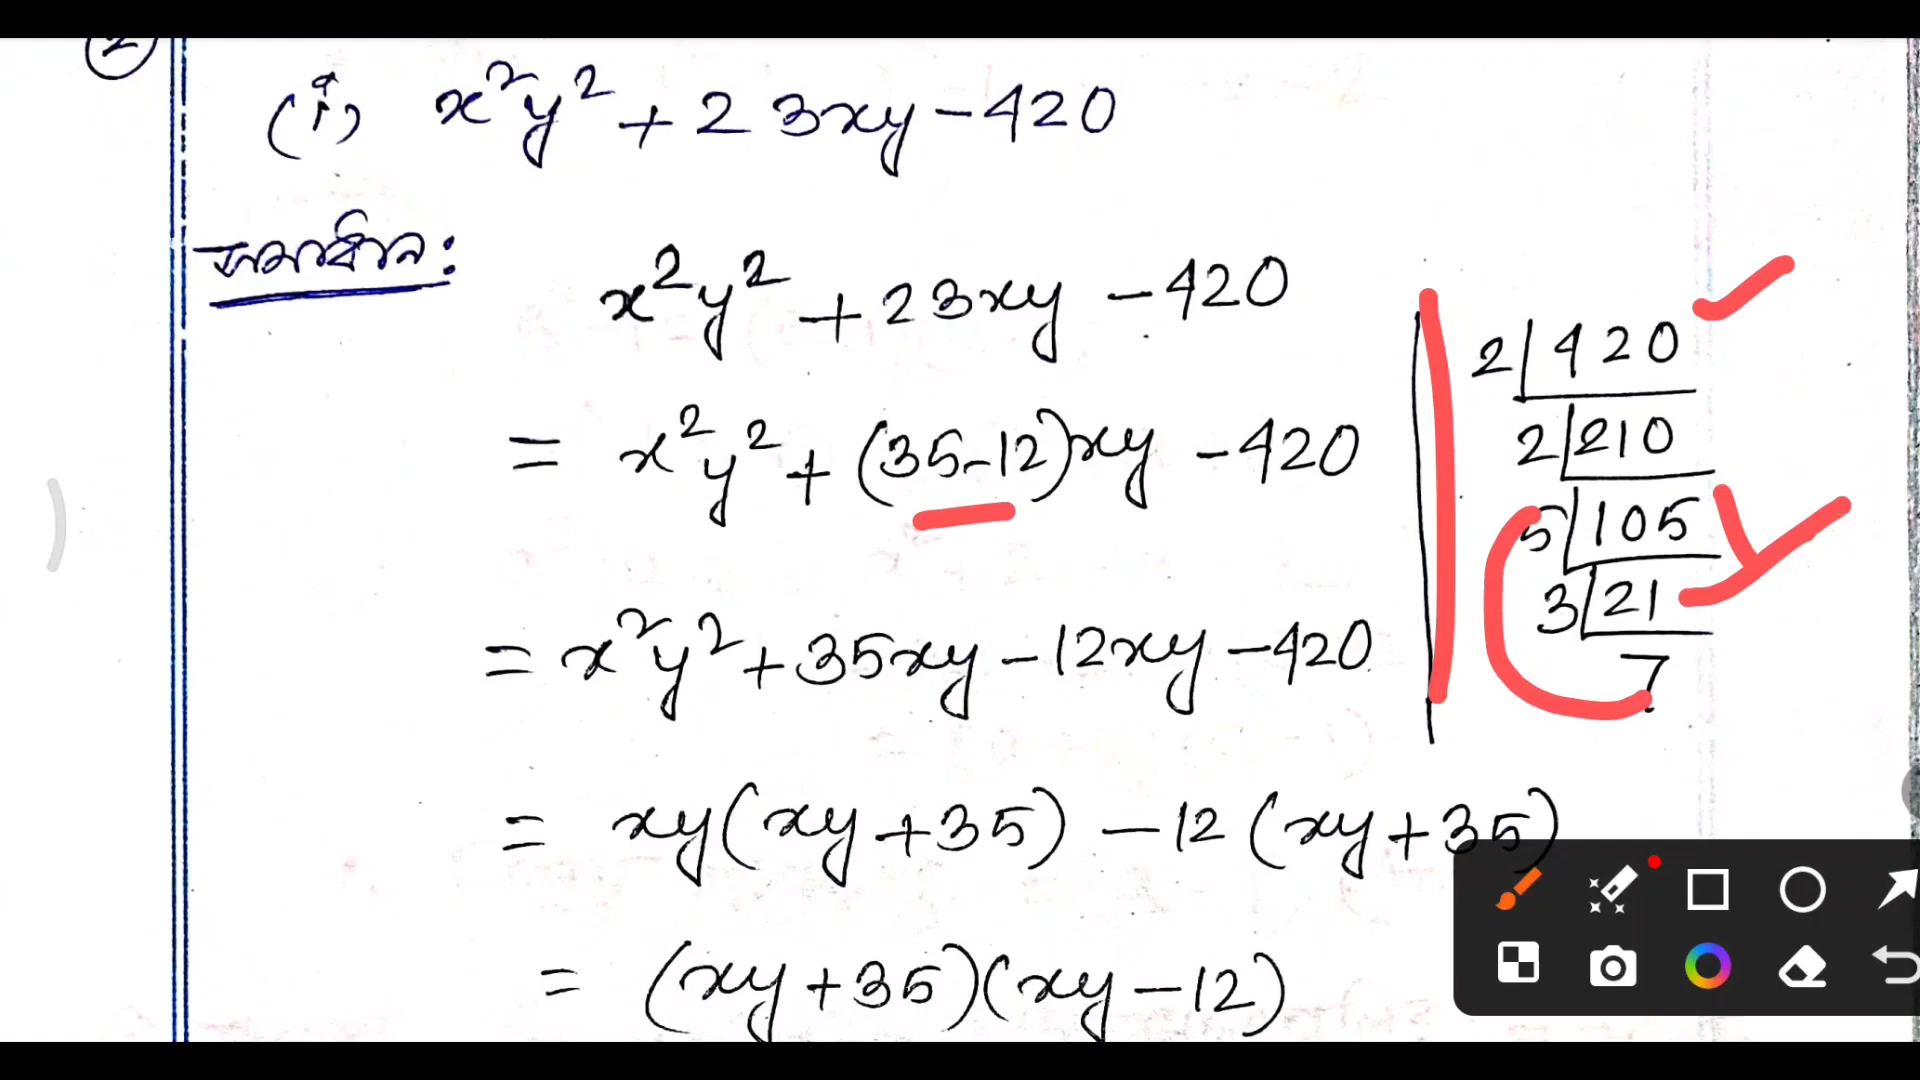 2
(i) x²y² + 23xy - 420
সমাধান:
x²y² + 23xy - 420
= x²y² + (35-12)xy - 420
= x²y² + 35xy - 12xy - 420
= xy(xy + 35) - 12(xy + 35)
= (xy + 35)(xy - 12)
2 | 420
2 | 210
5 | 105
3 | 21
7